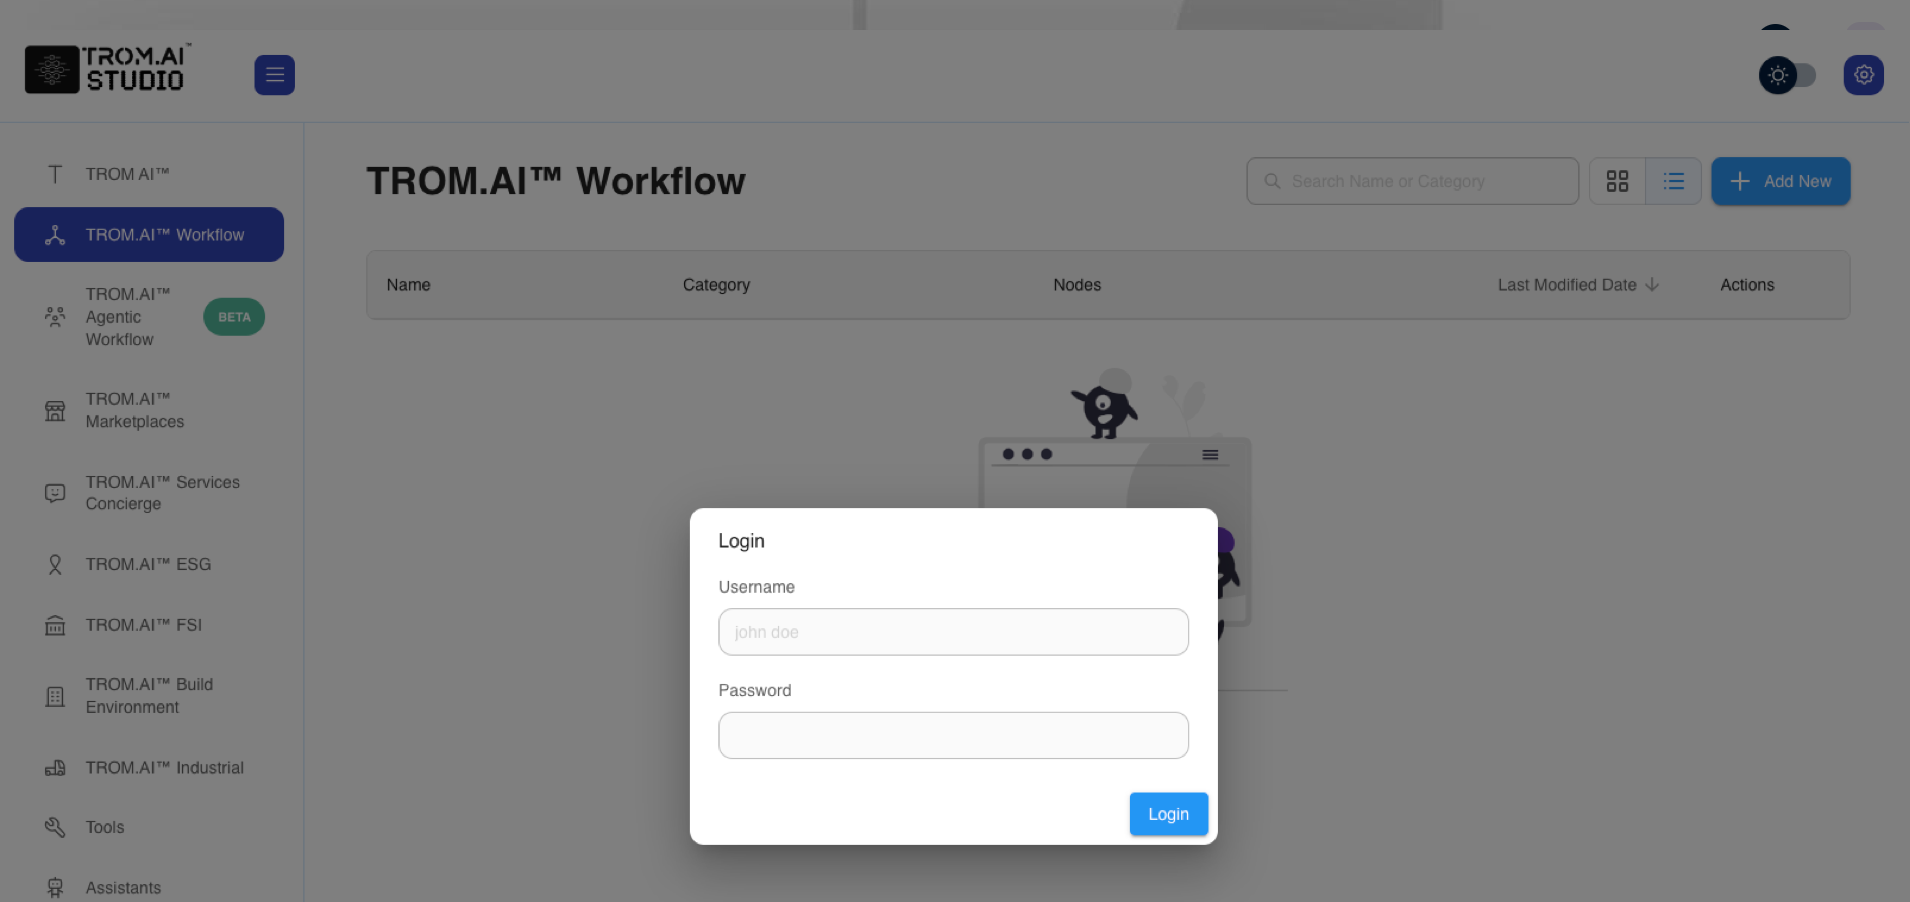 TROM.AI™
STUDIO
TROM AI™
TROM.AI™ Workflow
TROM.AI™
Agentic
Workflow
BETA
TROM.AI™
Marketplaces
TROM.AI™ Services
Concierge
TROM.AI™ ESG
TROM.AI™ FSI
TROM.AI™ Build
Environment
TROM.AI™ Industrial
Tools
Assistants
TROM.AI™ Workflow
Search Name or Category
Add New
Name
Category
Nodes
Last Modified Date
Actions
Login
Username
john doe
Password
Login